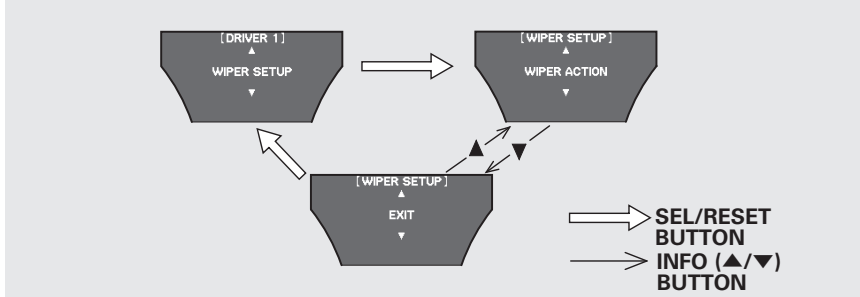 [DRIVER 1]
▲
WIPER SETUP
▼
[WIPER SETUP]
▲
WIPER ACTION
▼
▲ ▼
[WIPER SETUP]
▲
EXIT
▼
SEL/RESET
BUTTON
INFO (▲/▼)
BUTTON